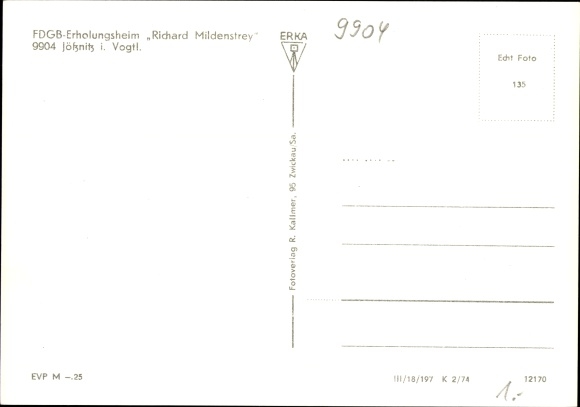 FDGB-Erholungsheim „Richard Mildenstrey"
9904 Jößnitz i. Vogtl.
ERKA
9904
Echt Foto
135
Fotoverlag R. Kallmer, 95 Zwickau/Sa.
EVP M –.25
III/18/197 K 2/74
12170
1.-